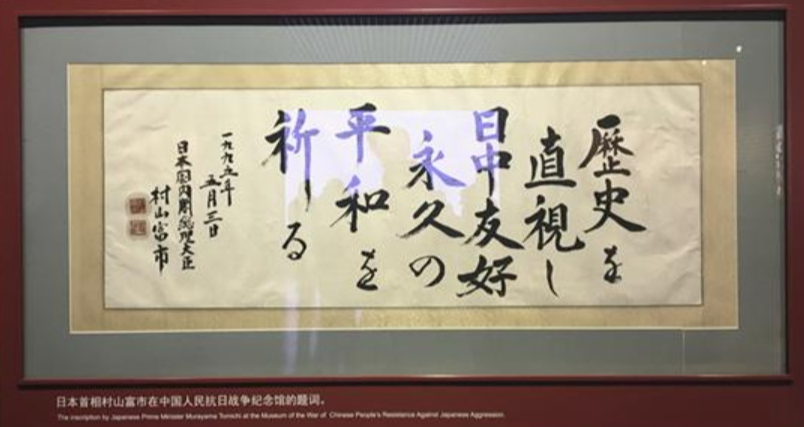 歴史を
直視し
日中友好
永久の
平和を
祈しる
一九九五年
五月三日
日本国内閣総理大臣
村山富市
日本首相村山富市在中国人民抗日战争纪念馆的题词。
The inscription by Japanese Prime Minister Murayama Tomichi at the Museum of the War of Chinese People's Resistance Against Japanese Aggression.